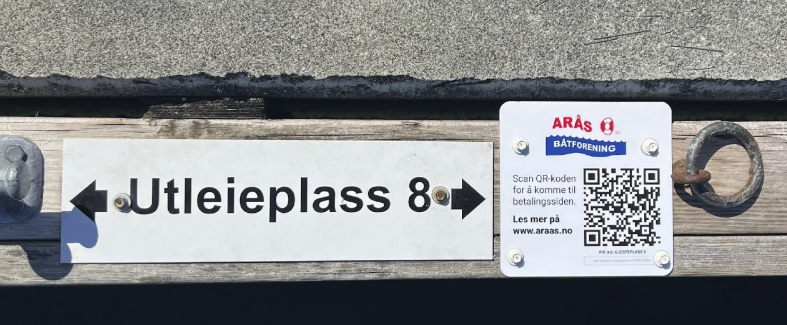 Utleieplass 8
ARÅS
BÅTFORENING
Scan QR-koden
for å komme til
betalingssiden.
Les mer på
www.araas.no